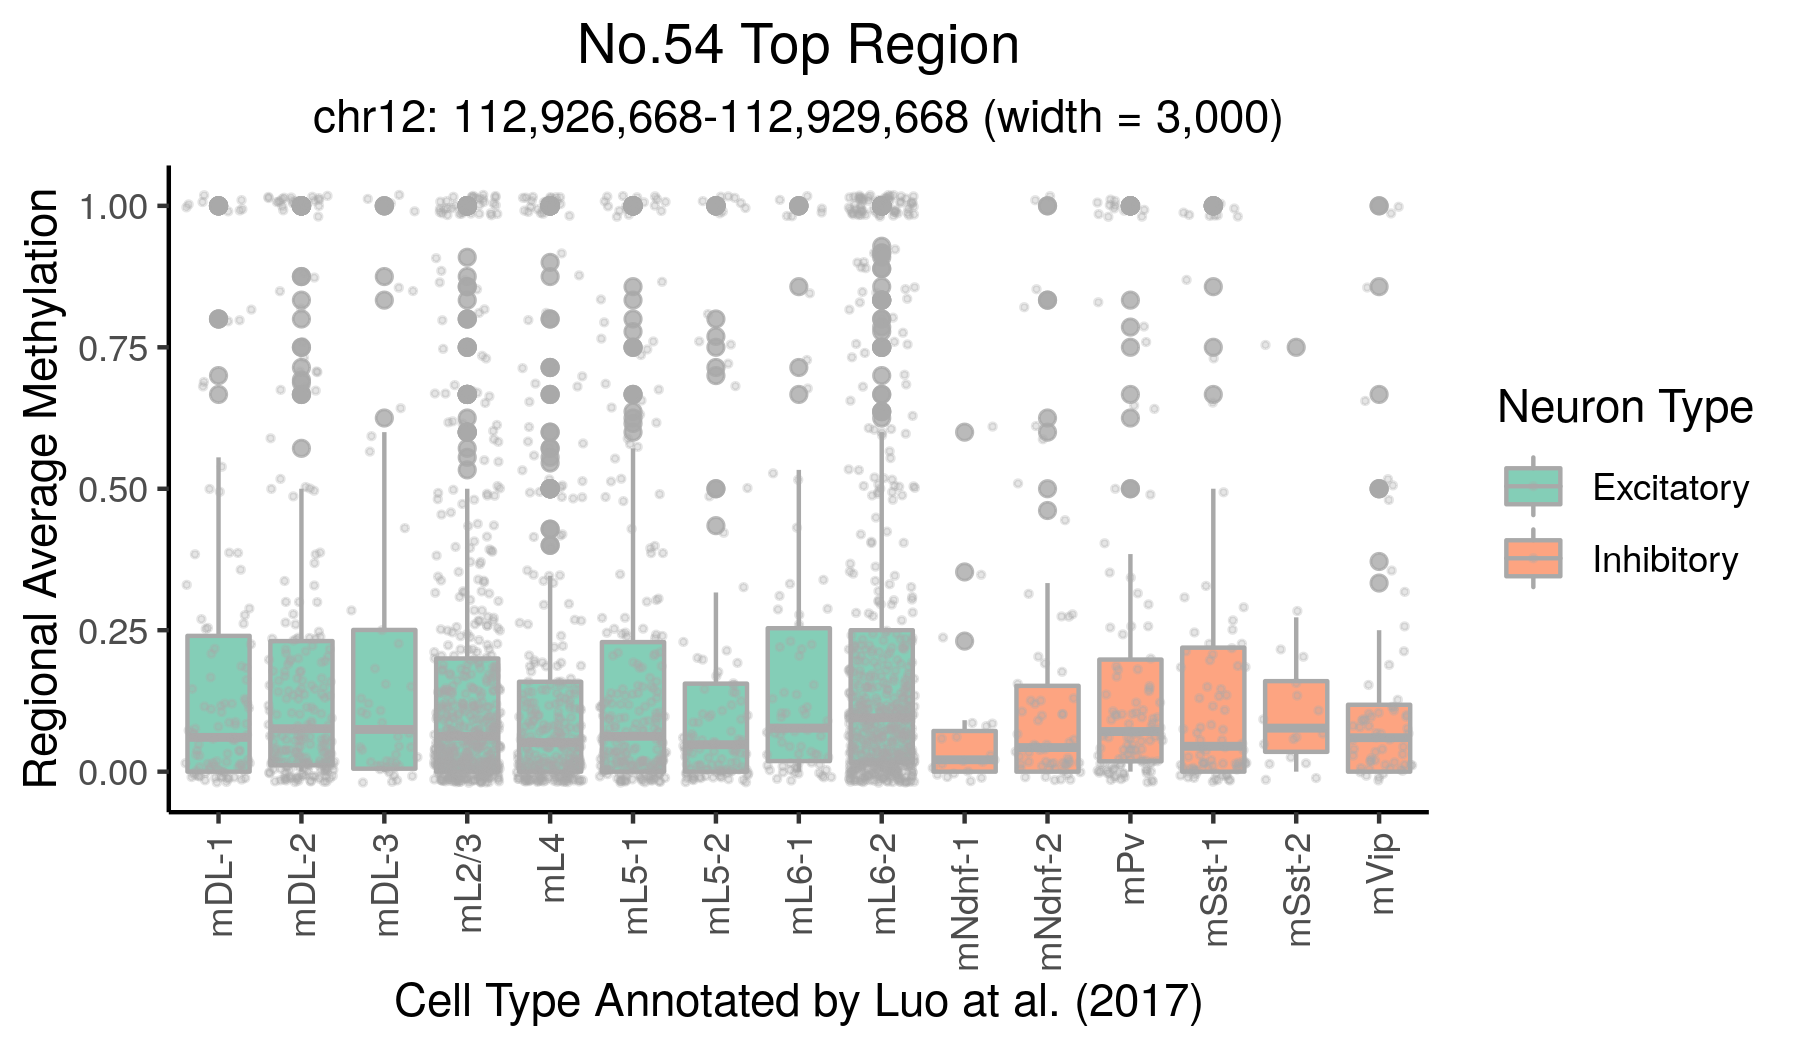 No.54 Top Region
chr12: 112,926,668-112,929,668 (width = 3,000)
Regional Average Methylation
1.00
0.75
0.50
0.25
0.00
mDL-1
mDL-2
mDL-3
mL2/3
mL4
mL5-1
mL5-2
mL6-1
mL6-2
mNdnf-1
mNdnf-2
mPv
mSst-1
mSst-2
mVip
Cell Type Annotated by Luo at al. (2017)
Neuron Type
Excitatory
Inhibitory